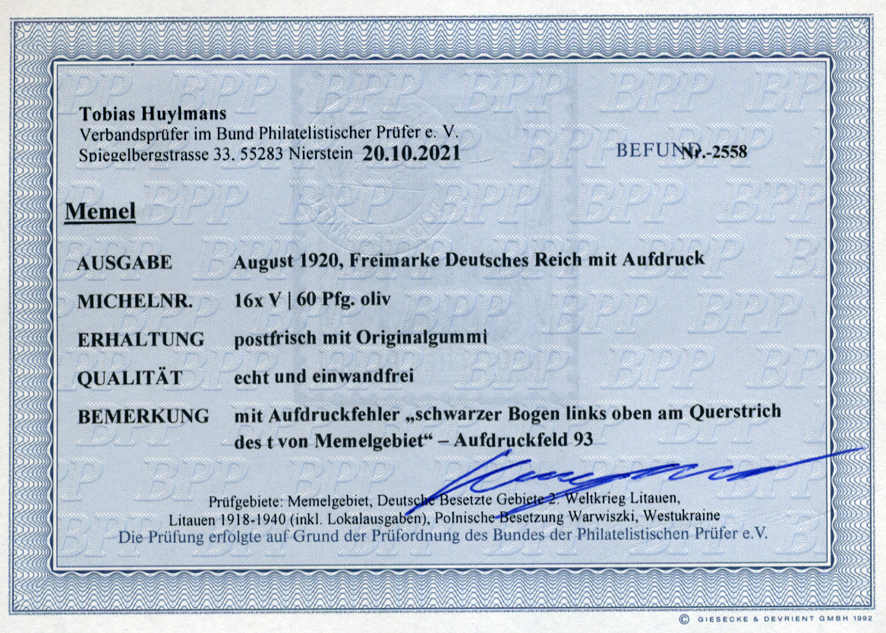 Tobias Huylmans
Verbandsprüfer im Bund Philatelistischer Prüfer e. V.
Spiegelbergstrasse 33, 55283 Nierstein 20.10.2021 BEFUND Nr.-2558
Memel
AUSGABE August 1920, Freimarke Deutsches Reich mit Aufdruck
MICHELNR. 16x V | 60 Pfg. oliv
ERHALTUNG postfrisch mit Originalgummi
QUALITÄT echt und einwandfrei
BEMERKUNG mit Aufdruckfehler „schwarzer Bogen links oben am Querstrich
des t von Memelgebiet“ – Aufdruckfeld 93
Prüfgebiete: Memelgebiet, Deutsche Besetzte Gebiete 2. Weltkrieg Litauen,
Litauen 1918-1940 (inkl. Lokalausgaben), Polnische Besetzung Warwiszki, Westukraine
Die Prüfung erfolgte auf Grund der Prüfordnung des Bundes der Philatelistischen Prüfer e.V.
© GIESECKE & DEVRIENT GMBH 1992